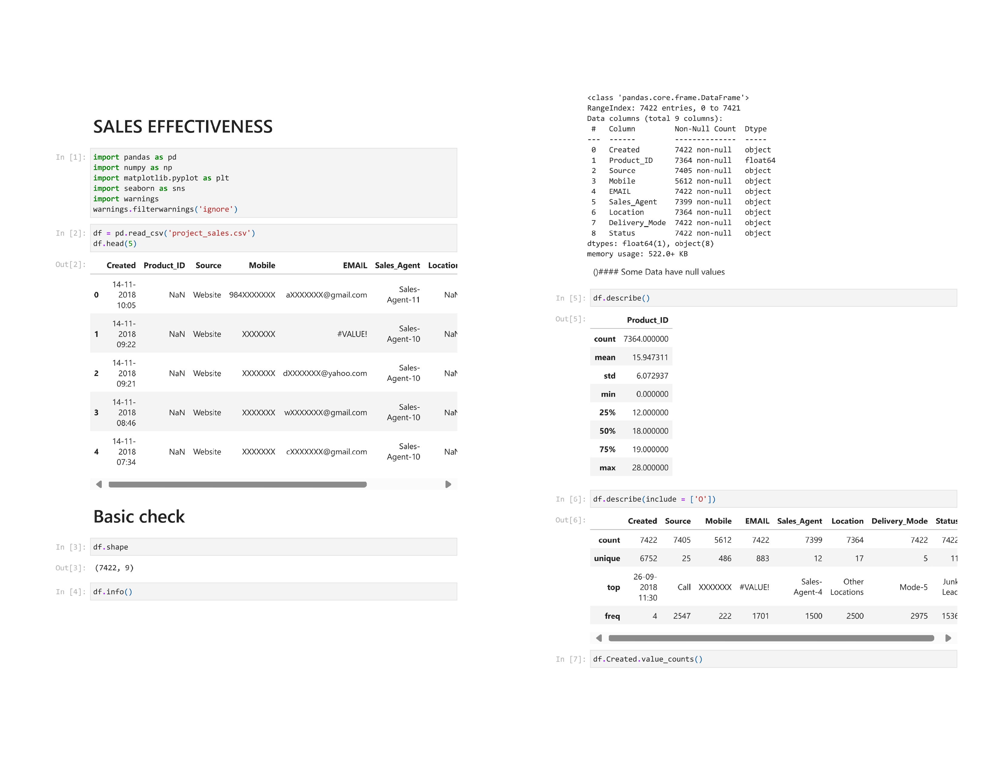 SALES EFFECTIVENESS
In [1]: import pandas as pd
import numpy as np
import matplotlib.pyplot as plt
import seaborn as sns
import warnings
warnings.filterwarnings('ignore')
In [2]: df = pd.read_csv('project_sales.csv')
df.head(5)
Out[2]: Created Product_ID Source Mobile EMAIL Sales_Agent Location
0 14-11-2018 10:05 NaN Website 984XXXXXXX aXXXXXXX@gmail.com Sales-Agent-11 NaN
1 14-11-2018 09:22 NaN Website XXXXXXX #VALUE! Sales-Agent-10 NaN
2 14-11-2018 09:21 NaN Website XXXXXXX dXXXXXXX@yahoo.com Sales-Agent-10 NaN
3 14-11-2018 08:46 NaN Website XXXXXXX wXXXXXXX@gmail.com Sales-Agent-10 NaN
4 14-11-2018 07:34 NaN Website XXXXXXX cXXXXXXX@gmail.com Sales-Agent-10 NaN
Basic check
In [3]: df.shape
Out[3]: (7422, 9)
In [4]: df.info()
<class 'pandas.core.frame.DataFrame'>
RangeIndex: 7422 entries, 0 to 7421
Data columns (total 9 columns):
# Column Non-Null Count Dtype
--- ------ -------------- -----
0 Created 7422 non-null object
1 Product_ID 7364 non-null float64
2 Source 7405 non-null object
3 Mobile 5612 non-null object
4 EMAIL 7422 non-null object
5 Sales_Agent 7399 non-null object
6 Location 7364 non-null object
7 Delivery_Mode 7422 non-null object
8 Status 7422 non-null object
dtypes: float64(1), object(8)
memory usage: 522.0+ KB
()#### Some Data have null values
In [5]: df.describe()
Out[5]: Product_ID
count 7364.000000
mean 15.947311
std 6.072937
min 0.000000
25% 12.000000
50% 18.000000
75% 19.000000
max 28.000000
In [6]: df.describe(include = ['O'])
Out[6]: Created Source Mobile EMAIL Sales_Agent Location Delivery_Mode Status
count 7422 7405 5612 7422 7399 7364 7422 7422
unique 6752 25 486 883 12 17 5 11
top 26-09-2018 11:30 Call XXXXXXX #VALUE! Sales-Agent-4 Other Locations Mode-5 Junk Lead
freq 4 2547 222 1701 1500 2500 2975 1536
In [7]: df.Created.value_counts()